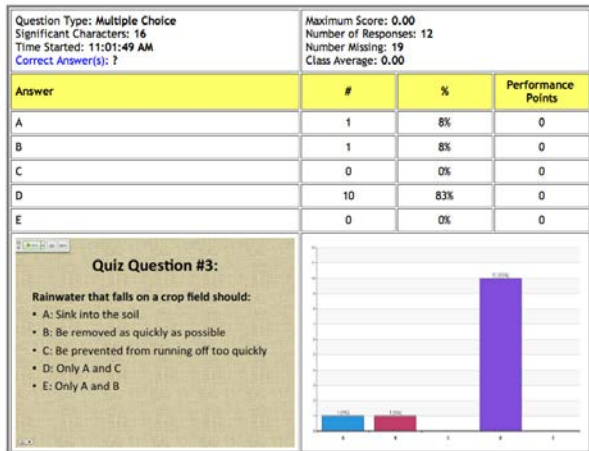 Question Type: Multiple Choice
Significant Characters: 16
Time Started: 11:01:49 AM
Correct Answer(s): ?
Maximum Score: 0.00
Number of Responses: 12
Number Missing: 19
Class Average: 0.00
Answer # % Performance Points
A 1 8% 0
B 1 8% 0
C 0 0% 0
D 10 83% 0
E 0 0% 0
Quiz Question #3:
Rainwater that falls on a crop field should:
• A: Sink into the soil
• B: Be removed as quickly as possible
• C: Be prevented from running off too quickly
• D: Only A and C
• E: Only A and B